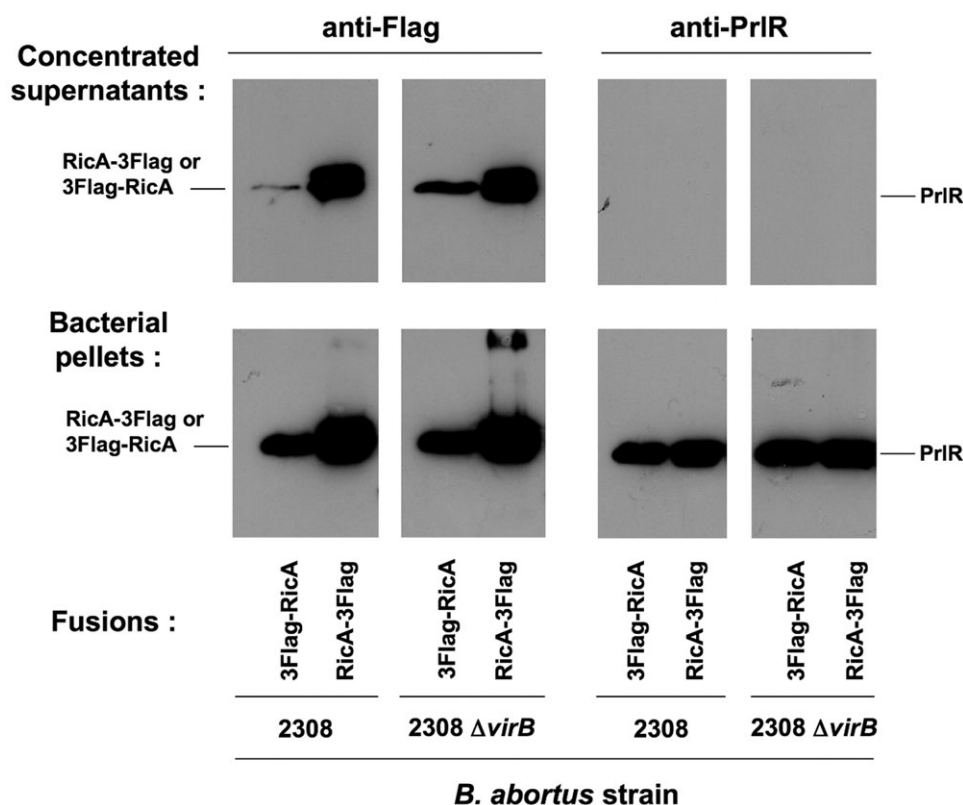 anti-Flag
anti-PrlR
Concentrated
supernatants :
RicA-3Flag or
3Flag-RicA
PrlR
Bacterial
pellets :
RicA-3Flag or
3Flag-RicA
PrlR
Fusions :
3Flag-RicA
RicA-3Flag
3Flag-RicA
RicA-3Flag
3Flag-RicA
RicA-3Flag
3Flag-RicA
RicA-3Flag
2308
2308 ΔvirB
2308
2308 ΔvirB
B. abortus strain